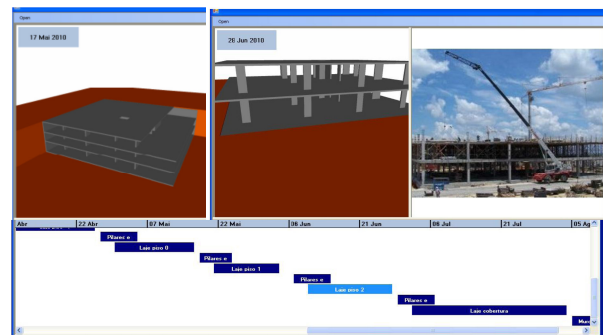 Open
17 Mai 2010
Open
26 Jun 2010
Abr
22 Abr
07 Mai
22 Mai
06 Jun
21 Jun
06 Jul
21 Jul
05 Ag
Pilares e
Laje piso 0
Pilares e
Laje piso 1
Pilares e
Laje piso 2
Pilares e
Laje cobertura